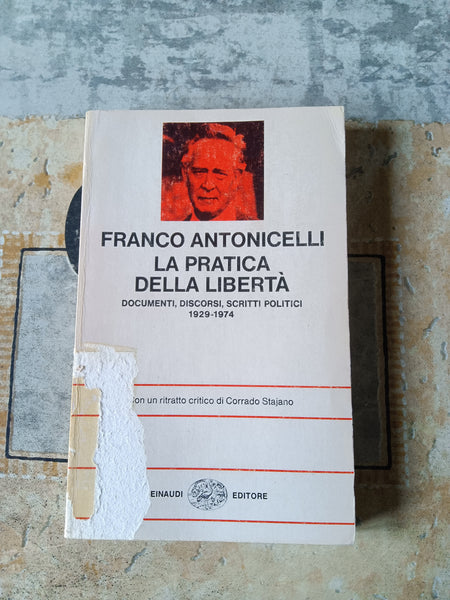 FRANCO ANTONICELLI
LA PRATICA
DELLA LIBERTÀ
DOCUMENTI, DISCORSI, SCRITTI POLITICI
1929-1974
on un ritratto critico di Corrado Stajano
EINAUDI EDITORE